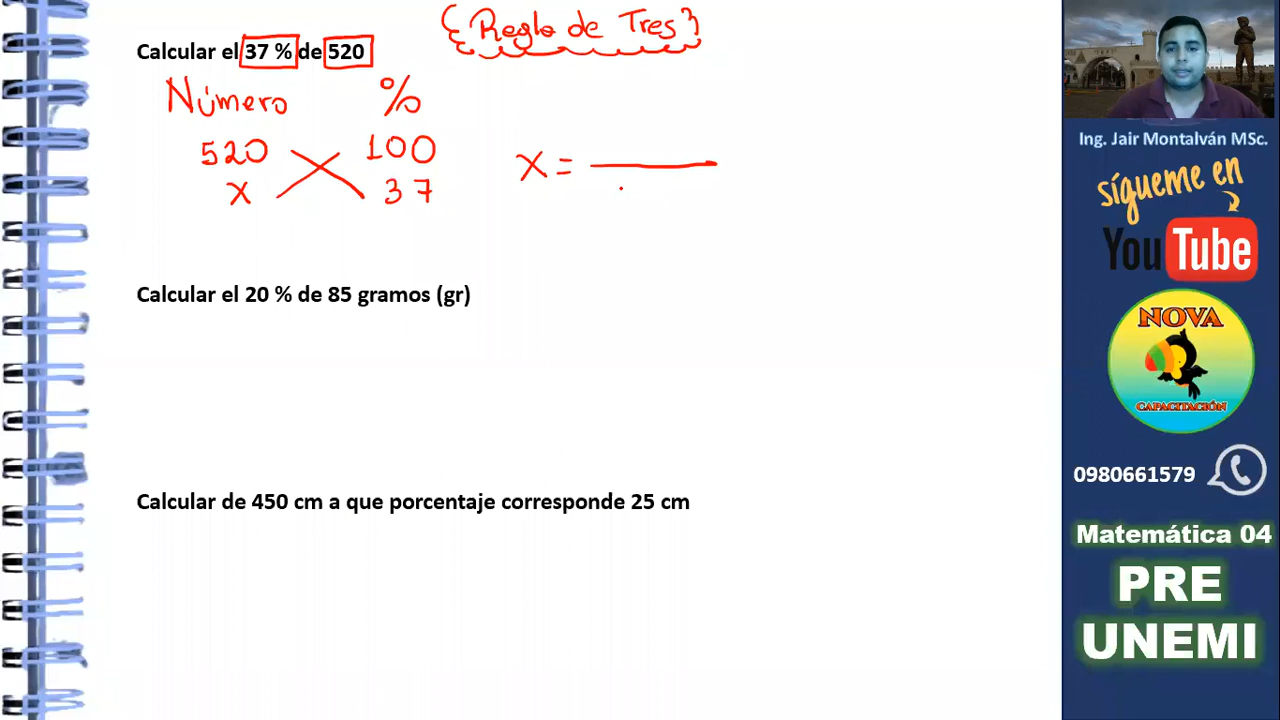 {Regla de Tres}
Calcular el 37 % de 520
Número %
520 100
x 37
x =
Calcular el 20 % de 85 gramos (gr)
Calcular de 450 cm a que porcentaje corresponde 25 cm
Ing. Jair Montalván MSc.
sígueme en
YouTube
NOVA
CAPACITACIÓN
0980661579
Matemática 04
PRE
UNEMI